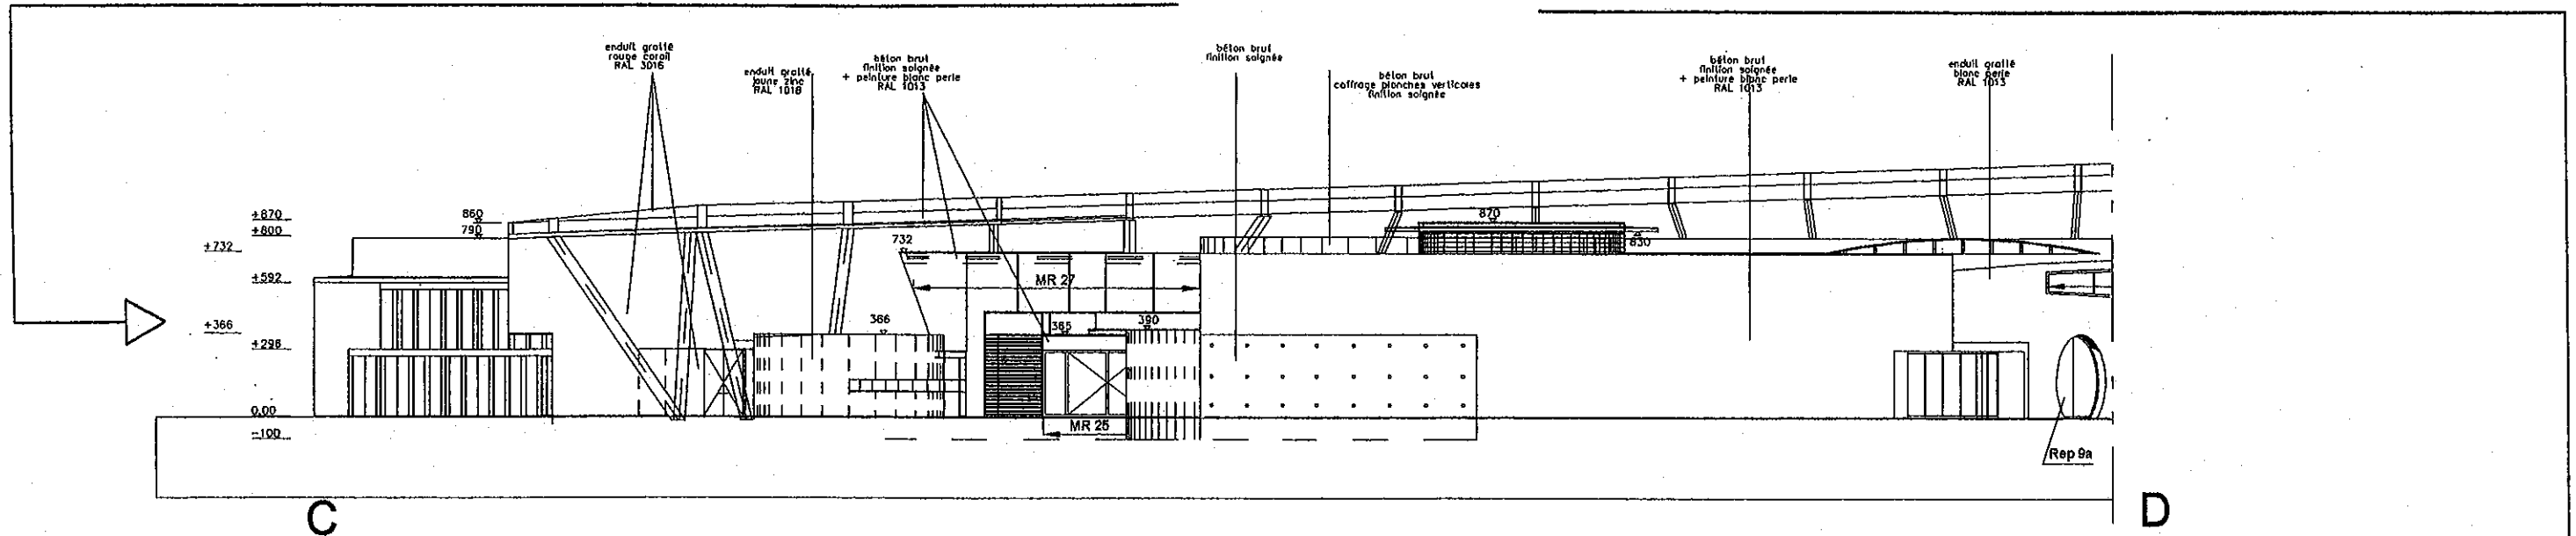 enduit gratté
rouge corail
RAL 3016
enduit gratté
jaune zinc
RAL 1018
béton brut
finition soignée
+ peinture blanc perle
RAL 1013
béton brut
finition soignée
béton brut
coffrage planches verticales
finition soignée
béton brut
finition soignée
+ peinture blanc perle
RAL 1013
enduit gratté
blanc perle
RAL 1013
+870
+800
+732
+592
+366
+298
0.00
-100
860
790
732
366
MR 27
365
390
MR 25
870
830
Rep 9a
C
D